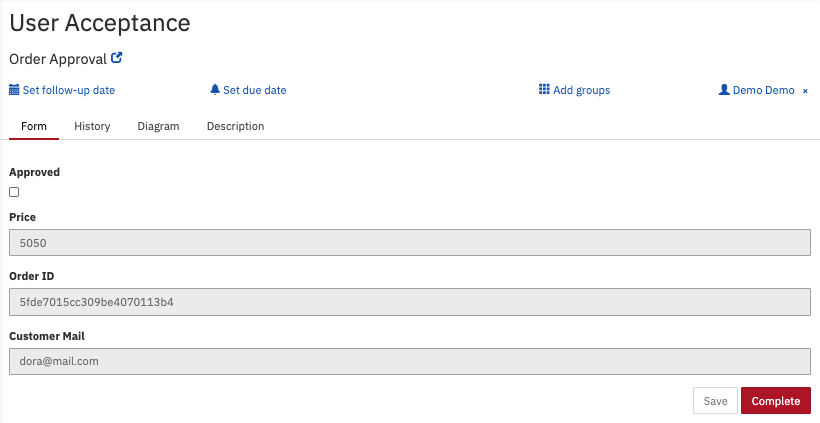 User Acceptance
Order Approval
Set follow-up date Set due date Add groups Demo Demo ×
Form History Diagram Description
Approved
Price
5050
Order ID
5fde7015cc309be4070113b4
Customer Mail
dora@mail.com
Save Complete